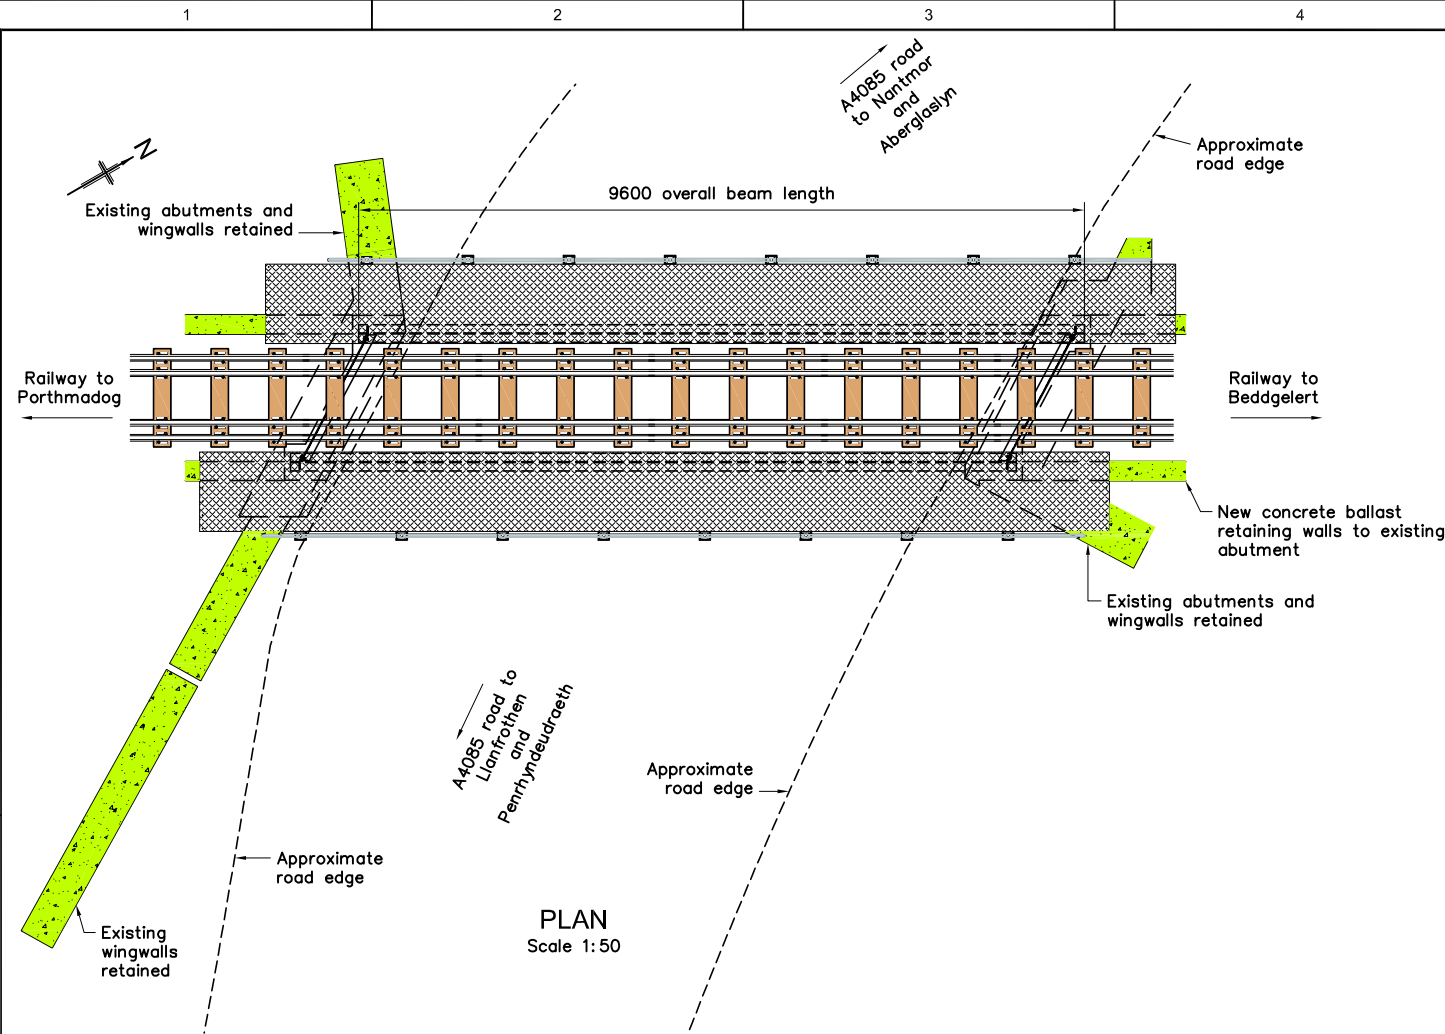 1
2
3
4
A4085 road
to Nantmor
and
Aberglaslyn
Approximate
road edge
N
9600 overall beam length
Existing abutments and
wingwalls retained
Railway to
Porthmadog
Railway to
Beddgelert
New concrete ballast
retaining walls to existing
abutment
Existing abutments and
wingwalls retained
A4085 road to
Llanfrothen
and
Penrhyndeudraeth
Approximate
road edge
Approximate
road edge
Existing
wingwalls
retained
PLAN
Scale 1:50